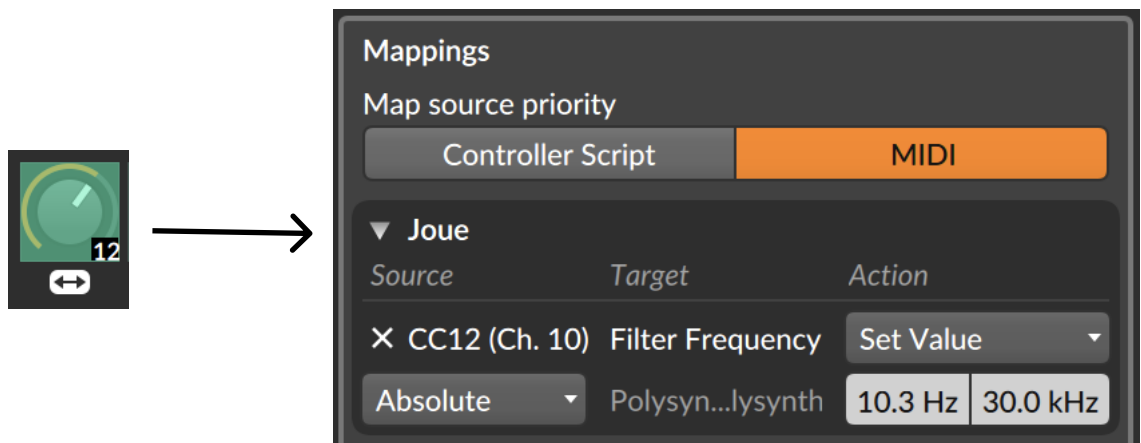 12
Mappings
Map source priority
Controller Script MIDI
Joue
Source Target Action
CC12 (Ch. 10) Filter Frequency Set Value
Absolute Polysyn...lysynth 10.3 Hz 30.0 kHz